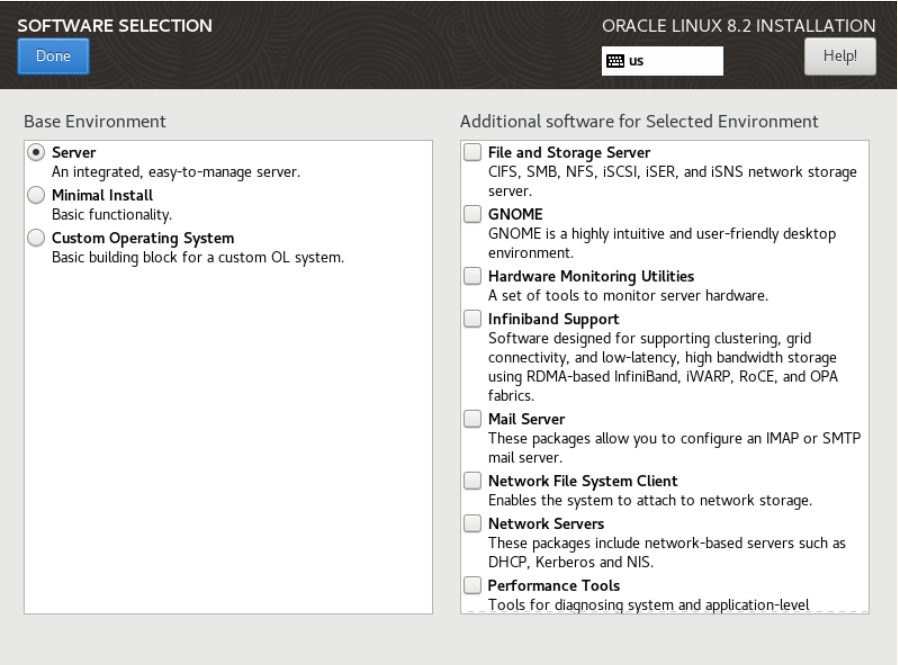 SOFTWARE SELECTION
Done
ORACLE LINUX 8.2 INSTALLATION
us
Help!
Base Environment
Server
An integrated, easy-to-manage server.
Minimal Install
Basic functionality.
Custom Operating System
Basic building block for a custom OL system.
Additional software for Selected Environment
File and Storage Server
CIFS, SMB, NFS, iSCSI, iSER, and iSNS network storage
server.
GNOME
GNOME is a highly intuitive and user-friendly desktop
environment.
Hardware Monitoring Utilities
A set of tools to monitor server hardware.
Infiniband Support
Software designed for supporting clustering, grid
connectivity, and low-latency, high bandwidth storage
using RDMA-based InfiniBand, iWARP, RoCE, and OPA
fabrics.
Mail Server
These packages allow you to configure an IMAP or SMTP
mail server.
Network File System Client
Enables the system to attach to network storage.
Network Servers
These packages include network-based servers such as
DHCP, Kerberos and NIS.
Performance Tools
Tools for diagnosing system and application-level